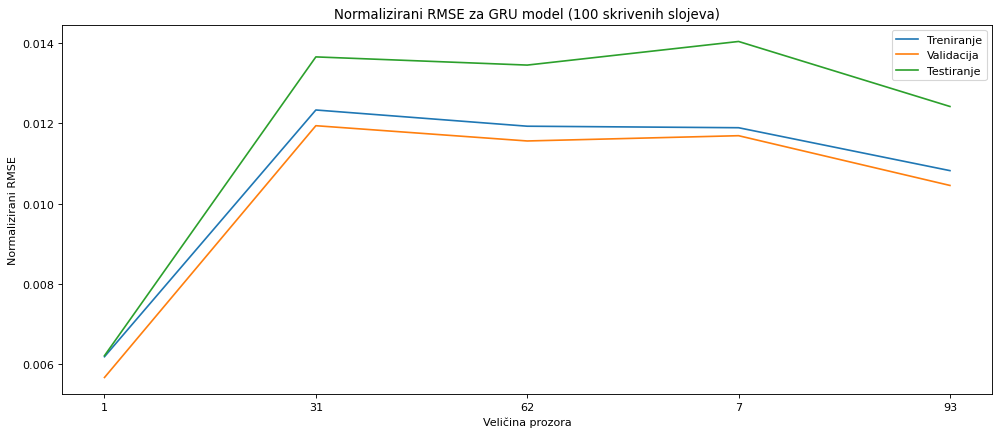 Normalizirani RMSE za GRU model (100 skrivenih slojeva)
Treniranje
Validacija
Testiranje
Normalizirani RMSE
0.014
0.012
0.010
0.008
0.006
1 31 62 7 93
Veličina prozora